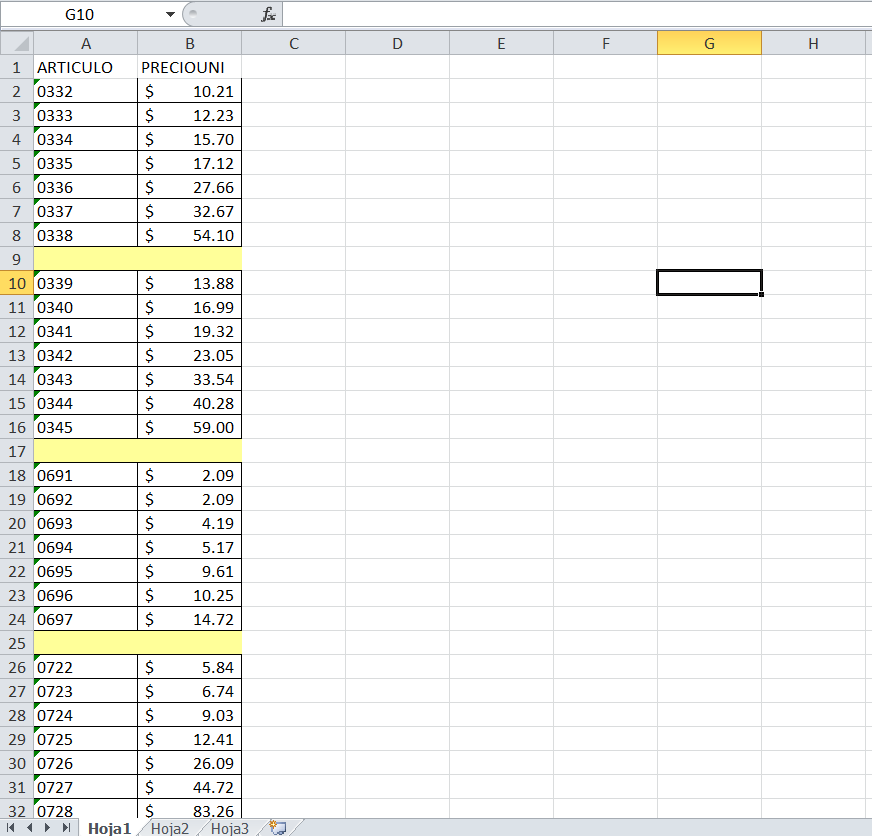 G10 fx
A B C D E F G H
1 ARTICULO PRECIOUNI
2 0332 $ 10.21
3 0333 $ 12.23
4 0334 $ 15.70
5 0335 $ 17.12
6 0336 $ 27.66
7 0337 $ 32.67
8 0338 $ 54.10
9
10 0339 $ 13.88
11 0340 $ 16.99
12 0341 $ 19.32
13 0342 $ 23.05
14 0343 $ 33.54
15 0344 $ 40.28
16 0345 $ 59.00
17
18 0691 $ 2.09
19 0692 $ 2.09
20 0693 $ 4.19
21 0694 $ 5.17
22 0695 $ 9.61
23 0696 $ 10.25
24 0697 $ 14.72
25
26 0722 $ 5.84
27 0723 $ 6.74
28 0724 $ 9.03
29 0725 $ 12.41
30 0726 $ 26.09
31 0727 $ 44.72
32 0728 $ 83.26
Hoja1 Hoja2 Hoja3